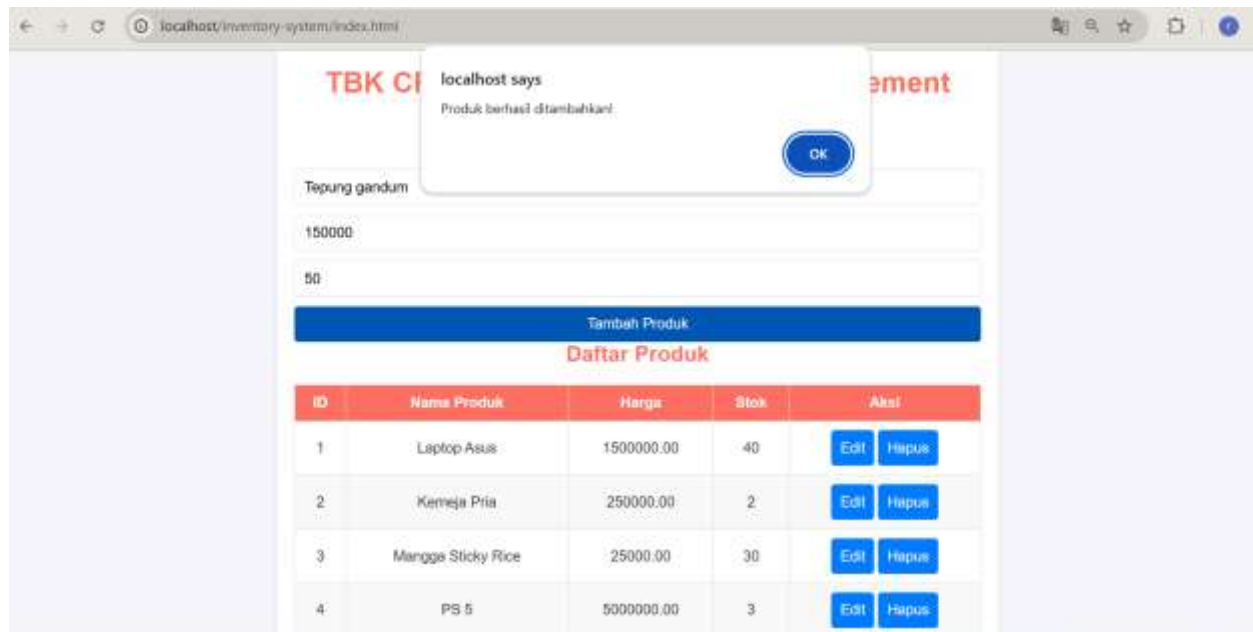 localhost/inventory-system/index.html
TBK
localhost says
ement
Produk berhasil ditambahkan!
OK
Tepung gandum
150000
50
Tambah Produk
Daftar Produk
ID Nama Produk Harga Stok Aksi
1 Laptop Asus 1500000.00 40 Edit Hapus
2 Kemeja Pria 250000.00 2 Edit Hapus
3 Mangga Sticky Rice 25000.00 30 Edit Hapus
4 PS 5 5000000.00 3 Edit Hapus